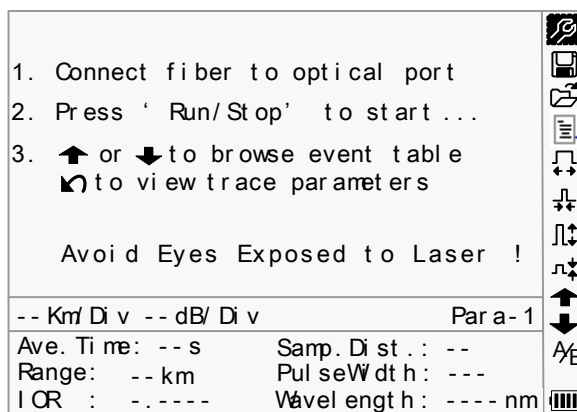 1. Connect fiber to optical port
2. Press ‘ Run/Stop’ to start ...
3. ↑ or ↓ to browse event table
↶ to view trace parameters
Avoid Eyes Exposed to Laser !
-- Km/Div -- dB/Div Para-1
Ave. Time: -- s Samp. Dist.: --
Range: -- km PulseWidth: ---
IOR : -.---- Wavelength: ---- nm